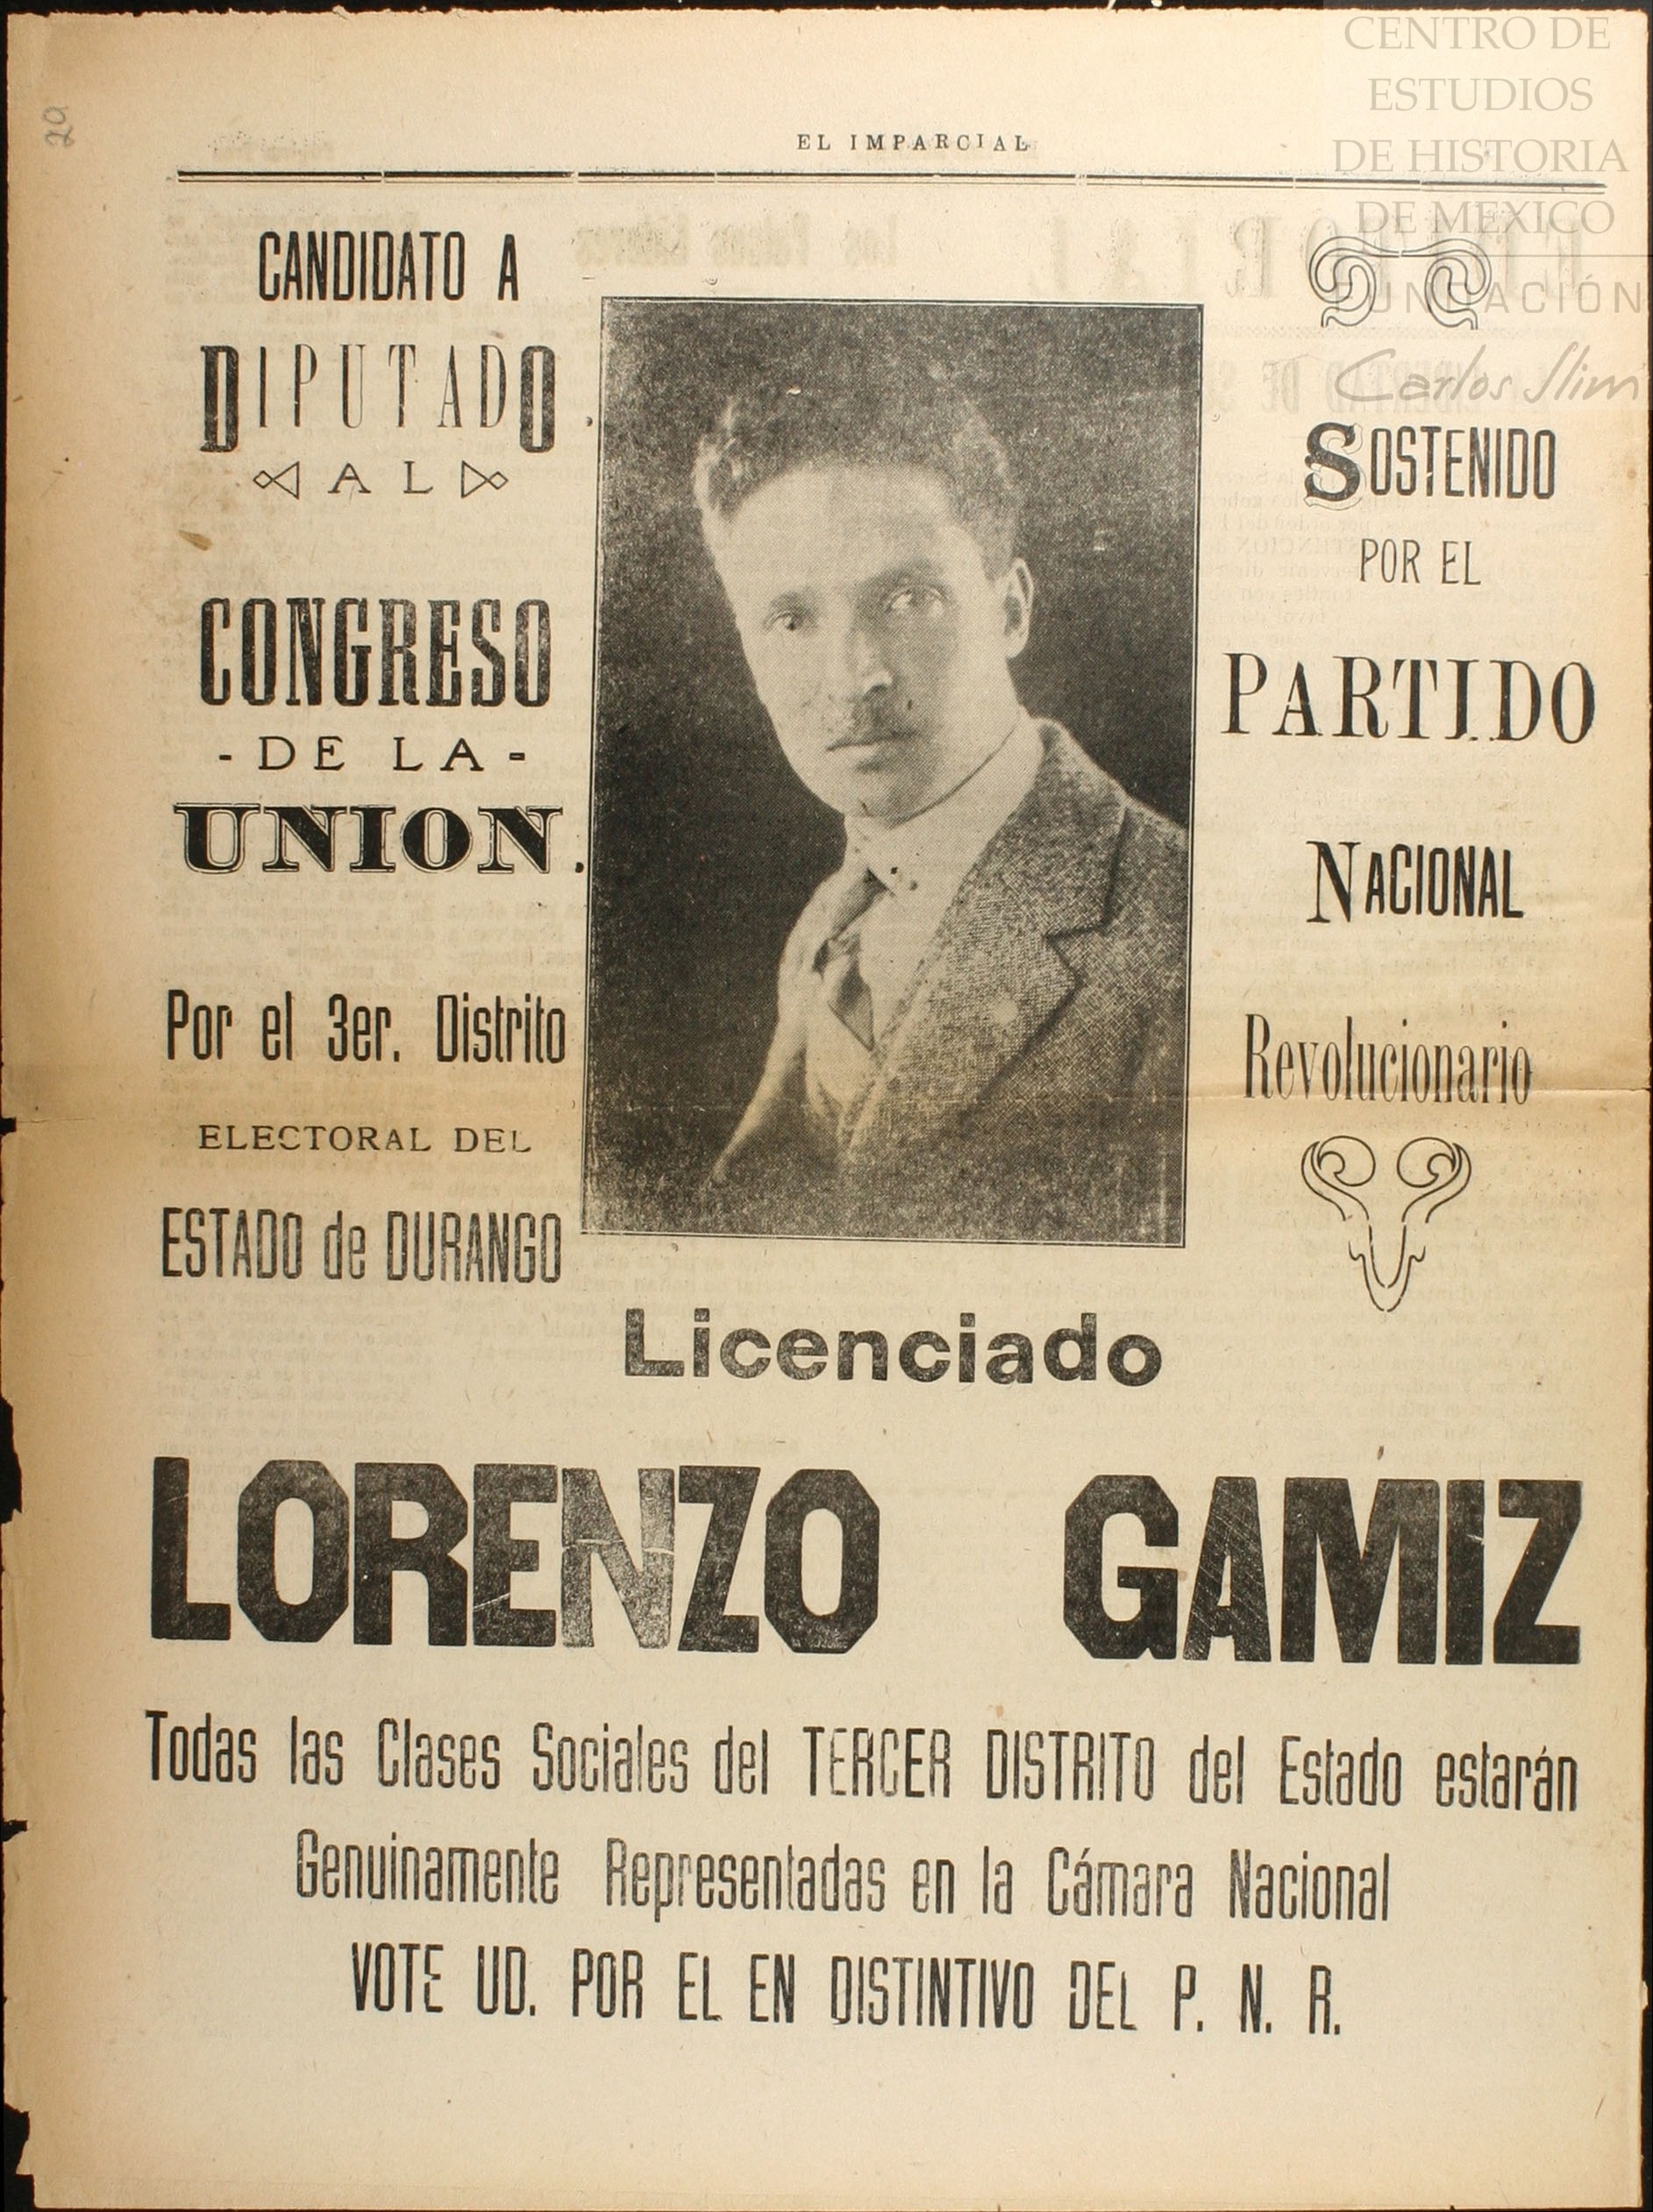 29
EL IMPARCIAL
CENTRO DE
ESTUDIOS
DE HISTORIA
DE MEXICO
FUNDACIÓN
Carlos Slim
CANDIDATO A
DIPUTADO
AL
CONGRESO
- DE LA -
UNION.
Por el 3er. Distrito
ELECTORAL DEL
ESTADO de DURANGO
SOSTENIDO
POR EL
PARTIDO
NACIONAL
Revolucionario
Licenciado
LORENZO GAMIZ
Todas las Clases Sociales del TERCER DISTRITO del Estado estarán
Genuinamente Representadas en la Cámara Nacional
VOTE UD. POR EL EN DISTINTIVO DEL P. N. R.